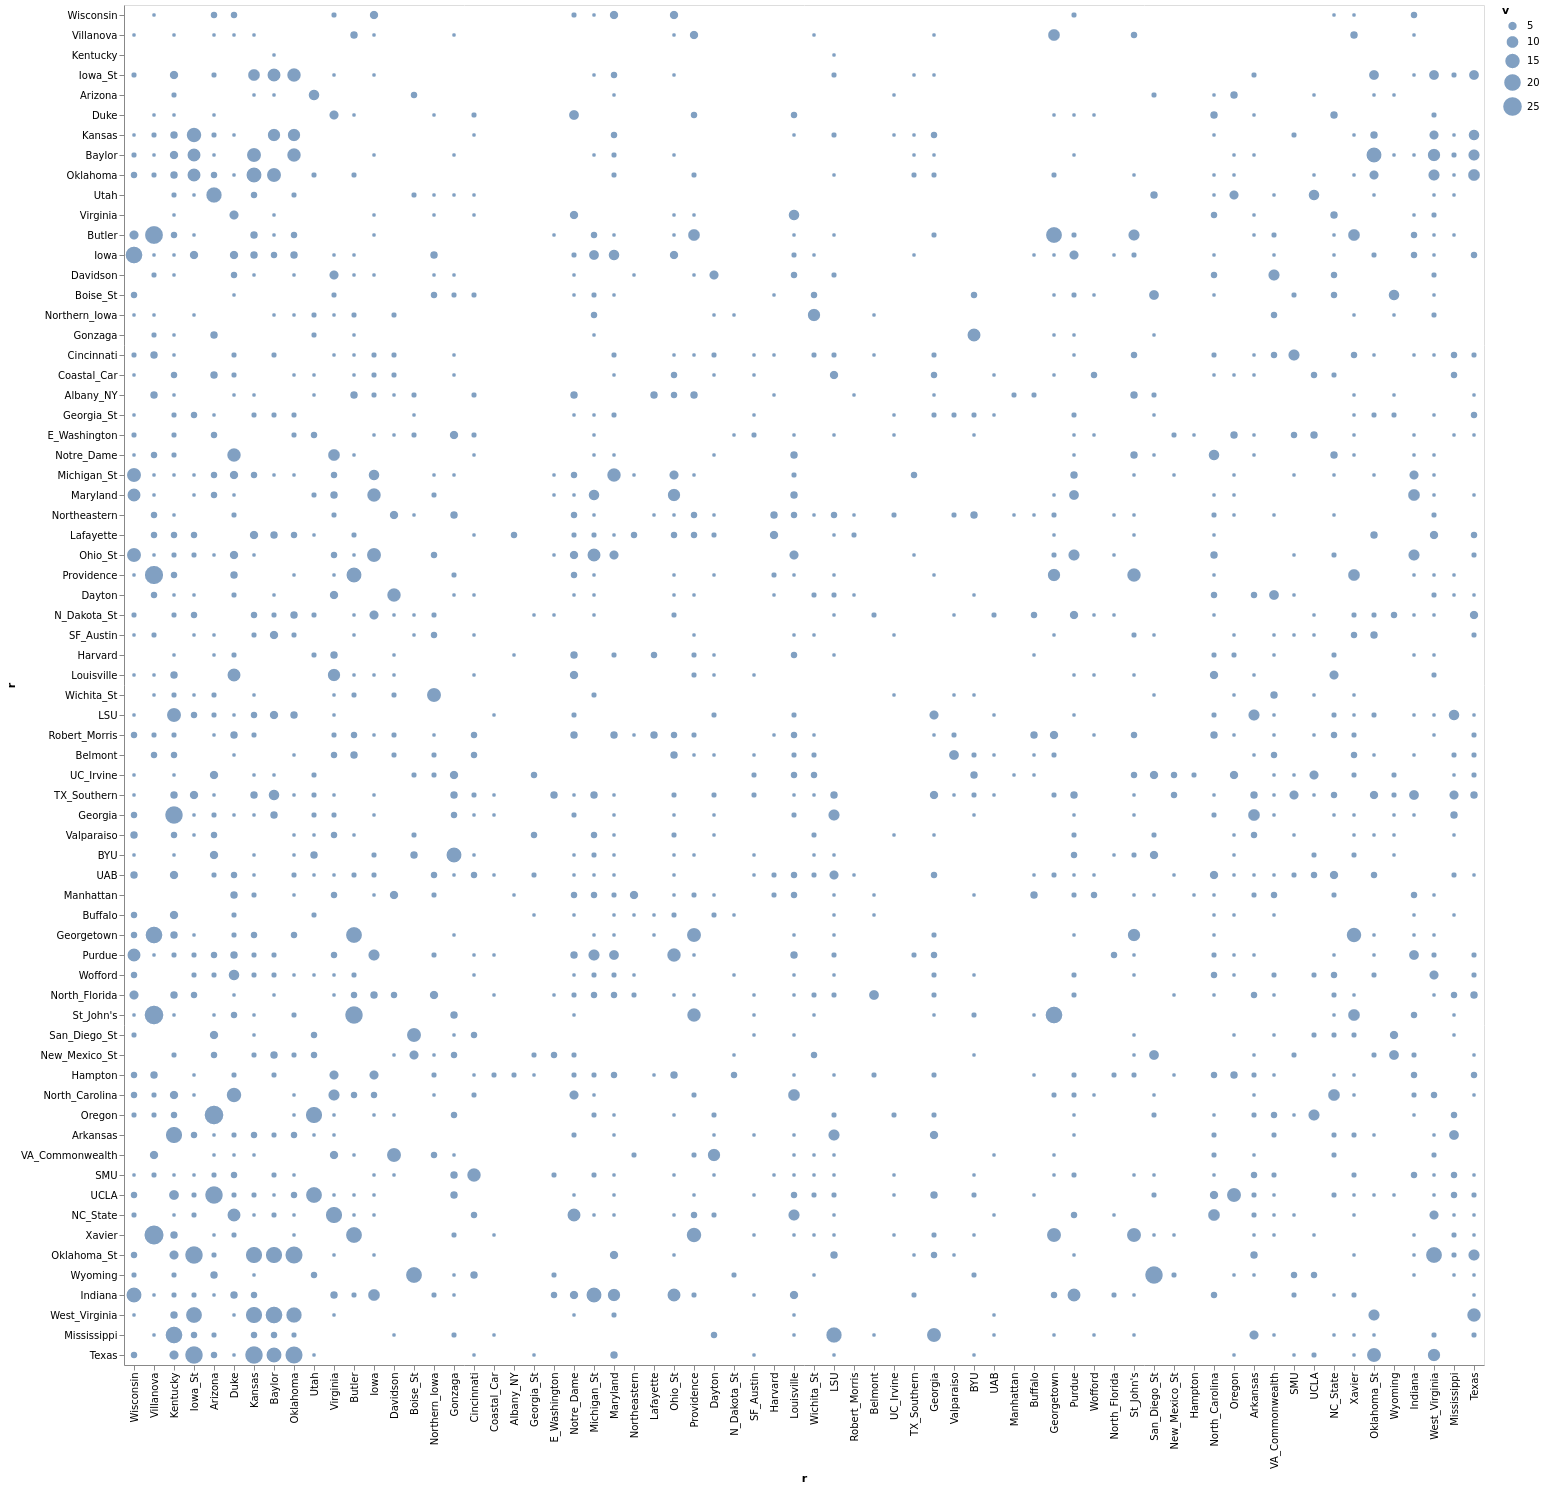 v
5
10
15
20
25
Wisconsin
Villanova
Kentucky
Iowa_St
Arizona
Duke
Kansas
Baylor
Oklahoma
Utah
Virginia
Butler
Iowa
Davidson
Boise_St
Northern_Iowa
Gonzaga
Cincinnati
Coastal_Car
Albany_NY
Georgia_St
E_Washington
Notre_Dame
Michigan_St
Maryland
Northeastern
Lafayette
Ohio_St
Providence
Dayton
N_Dakota_St
SF_Austin
Harvard
Louisville
Wichita_St
LSU
Robert_Morris
Belmont
UC_Irvine
TX_Southern
Georgia
Valparaiso
BYU
UAB
Manhattan
Buffalo
Georgetown
Purdue
Wofford
North_Florida
St_John's
San_Diego_St
New_Mexico_St
Hampton
North_Carolina
Oregon
Arkansas
VA_Commonwealth
SMU
UCLA
NC_State
Xavier
Oklahoma_St
Wyoming
Indiana
West_Virginia
Mississippi
Texas
r
Wisconsin
Villanova
Kentucky
Iowa_St
Arizona
Duke
Kansas
Baylor
Oklahoma
Utah
Virginia
Butler
Iowa
Davidson
Boise_St
Northern_Iowa
Gonzaga
Cincinnati
Coastal_Car
Albany_NY
Georgia_St
E_Washington
Notre_Dame
Michigan_St
Maryland
Northeastern
Lafayette
Ohio_St
Providence
Dayton
N_Dakota_St
SF_Austin
Harvard
Louisville
Wichita_St
LSU
Robert_Morris
Belmont
UC_Irvine
TX_Southern
Georgia
Valparaiso
BYU
UAB
Manhattan
Buffalo
Georgetown
Purdue
Wofford
North_Florida
St_John's
San_Diego_St
New_Mexico_St
Hampton
North_Carolina
Oregon
Arkansas
VA_Commonwealth
SMU
UCLA
NC_State
Xavier
Oklahoma_St
Wyoming
Indiana
West_Virginia
Mississippi
Texas
r